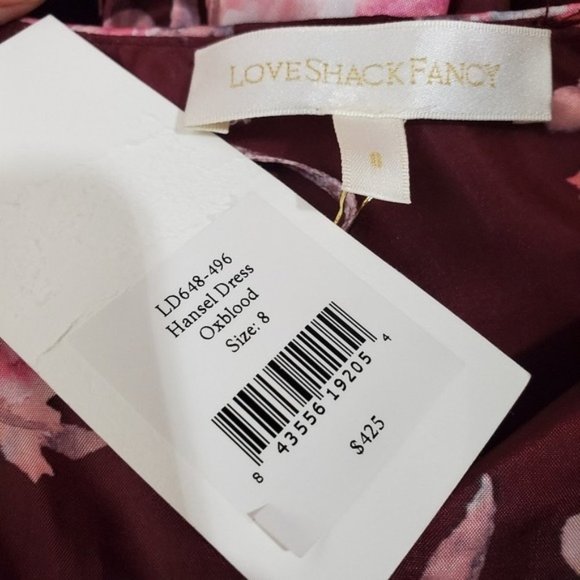 LOVESHACKFANCY
8
LD648-496
Hansel Dress
Oxblood
Size: 8
8 43556 19205 4
$425